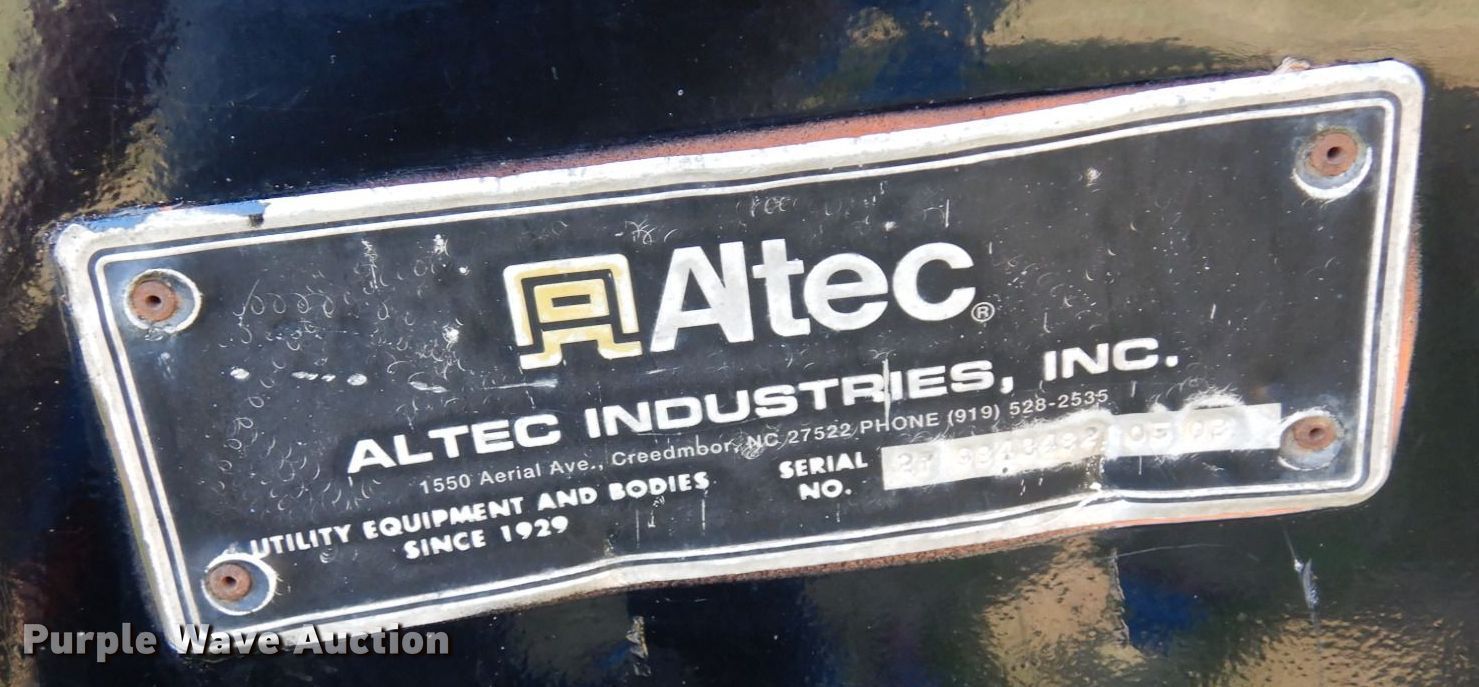 Altec®
ALTEC INDUSTRIES, INC.
1550 Aerial Ave., Creedmbor, NC 27522 PHONE (919) 528-2535
UTILITY EQUIPMENT AND BODIES
SINCE 1929
SERIAL
NO.
Purple Wave Auction